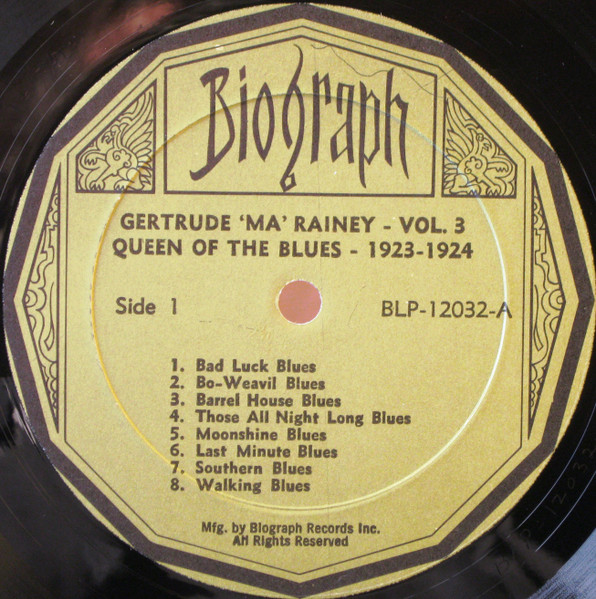 Biograph
GERTRUDE ‘MA’ RAINEY - VOL. 3
QUEEN OF THE BLUES - 1923-1924
Side 1
BLP-12032-A
1. Bad Luck Blues
2. Bo-Weavil Blues
3. Barrel House Blues
4. Those All Night Long Blues
5. Moonshine Blues
6. Last Minute Blues
7. Southern Blues
8. Walking Blues
Mfg. by Biograph Records Inc.
All Rights Reserved